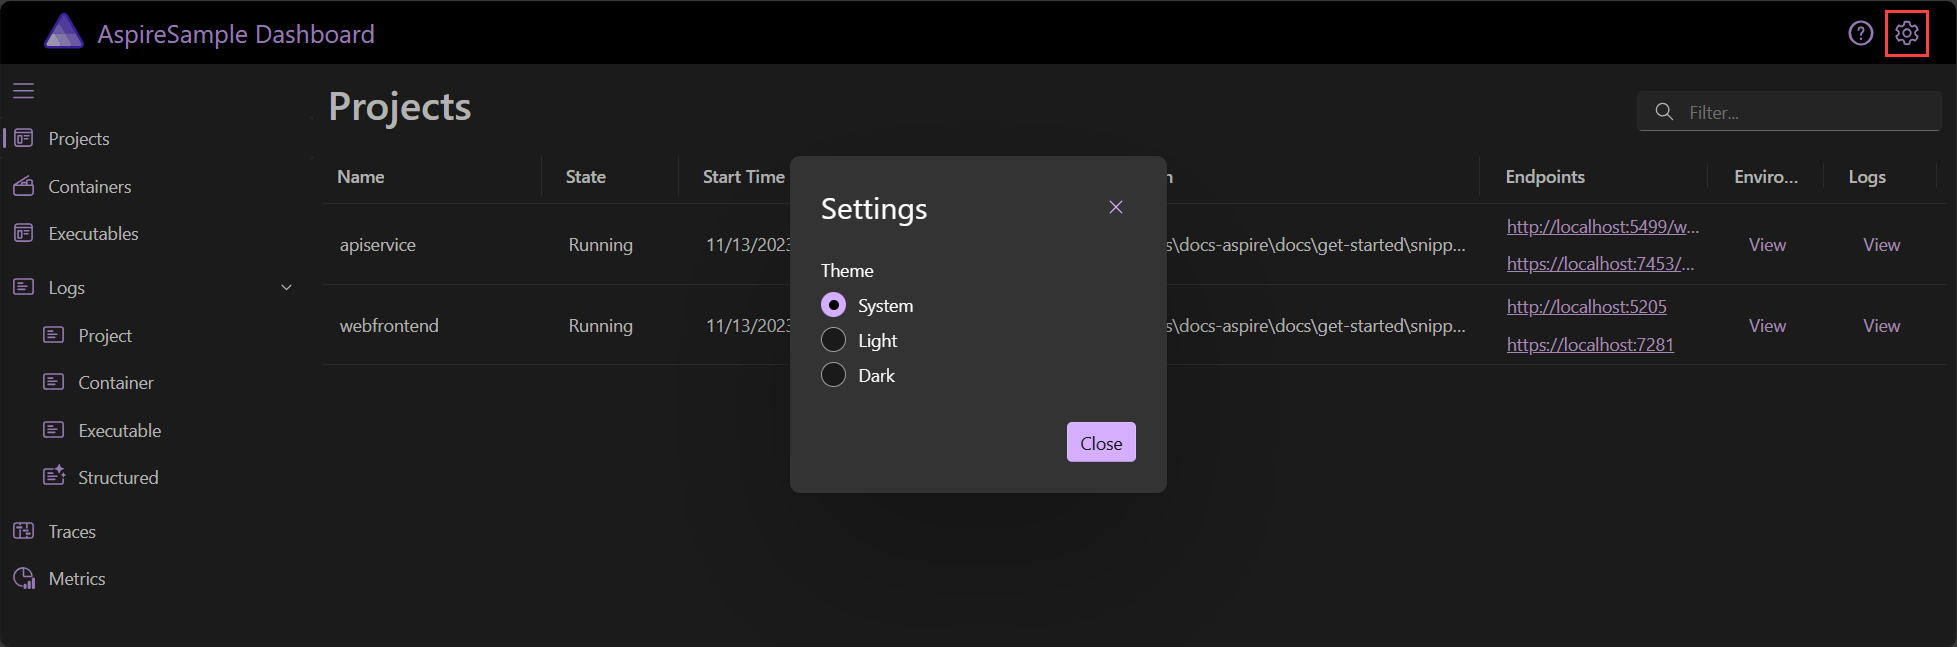 AspireSample Dashboard
Projects
Containers
Executables
Logs
Project
Container
Executable
Structured
Traces
Metrics
Projects
Filter...
Name State Start Time Endpoints Enviro... Logs
apiservice Running 11/13/2023 s\docs-aspire\docs\get-started\snipp... http://localhost:5499/w... View View
https://localhost:7453/...
webfrontend Running 11/13/2023 s\docs-aspire\docs\get-started\snipp... http://localhost:5205 View View
https://localhost:7281
Settings
Theme
System
Light
Dark
Close